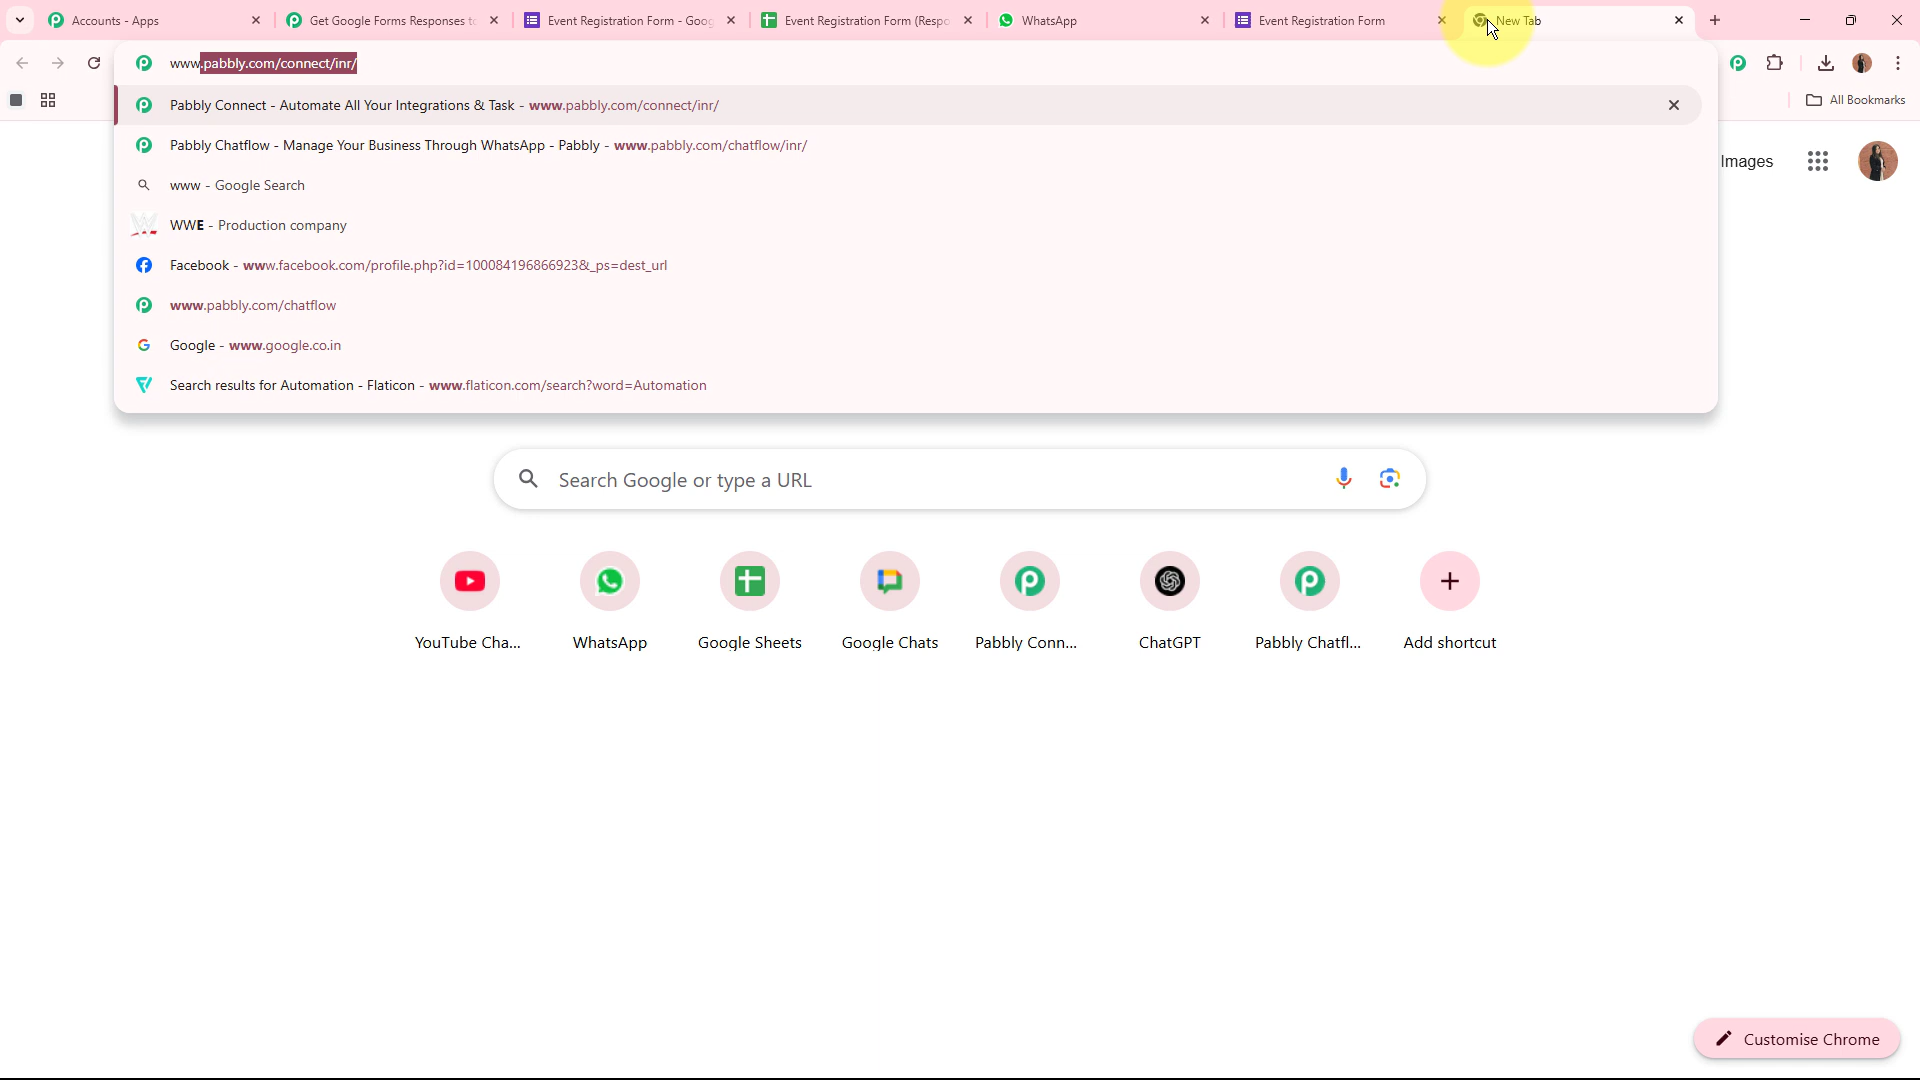 Accounts - Apps
Get Google Forms Responses to
Event Registration Form - Goog
Event Registration Form (Respo
WhatsApp
Event Registration Form
New Tab
www.pabbly.com/connect/inr/
All Bookmarks
Pabbly Connect - Automate All Your Integrations & Task - www.pabbly.com/connect/inr/
Pabbly Chatflow - Manage Your Business Through WhatsApp - Pabbly - www.pabbly.com/chatflow/inr/
Images
www - Google Search
WWE - Production company
Facebook - www.facebook.com/profile.php?id=100084196866923&_ps=dest_url
www.pabbly.com/chatflow
Google - www.google.co.in
Search results for Automation - Flaticon - www.flaticon.com/search?word=Automation
Search Google or type a URL
YouTube Cha...
WhatsApp
Google Sheets
Google Chats
Pabbly Conn...
ChatGPT
Pabbly Chatfl...
Add shortcut
Customise Chrome